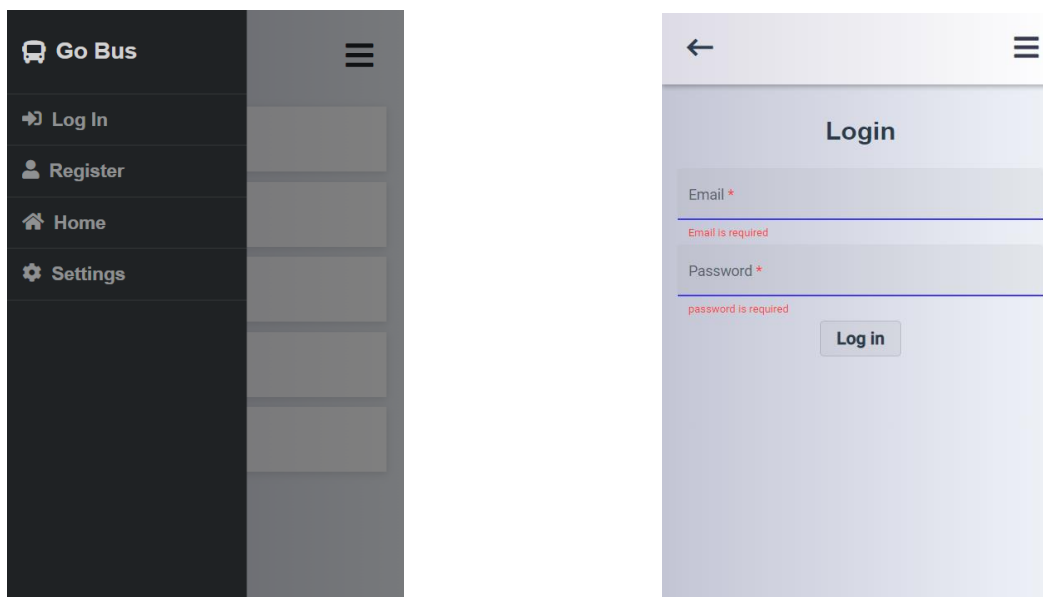 Go Bus
Log In
Register
Home
Settings
Login
Email *
Email is required
Password *
password is required
Log in